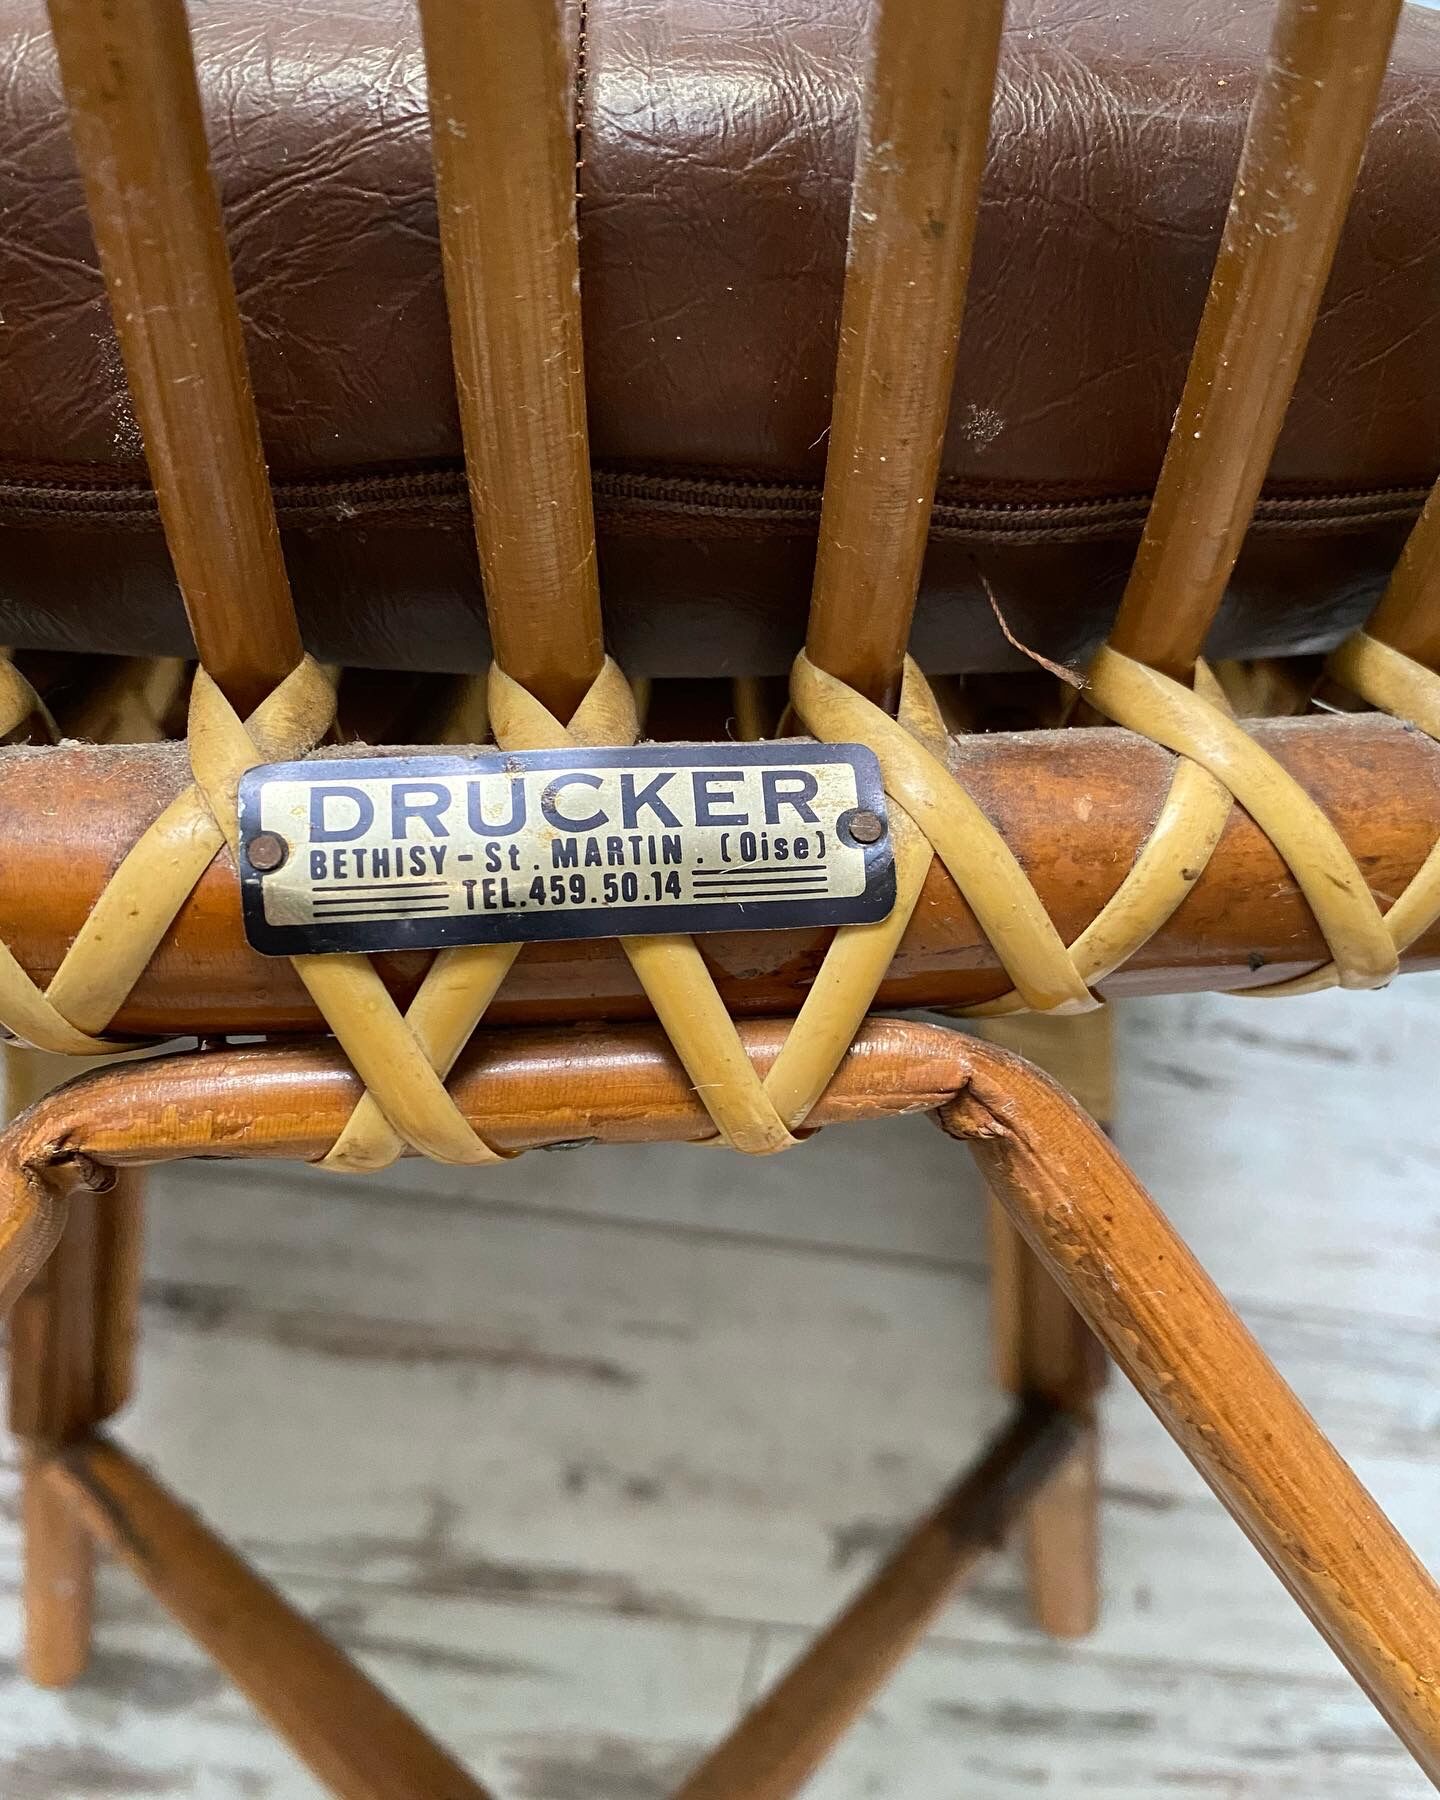 DRUCKER
BETHISY - St. MARTIN. (Oise)
TEL.459.50.14